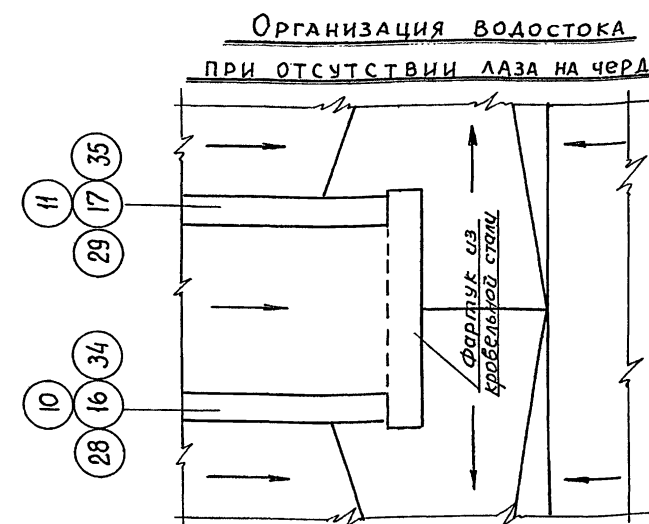 Организация водостока
при отсутствии лаза на черд
35
11 17
29
34
10 16
28
Фартук из
кровельной стали